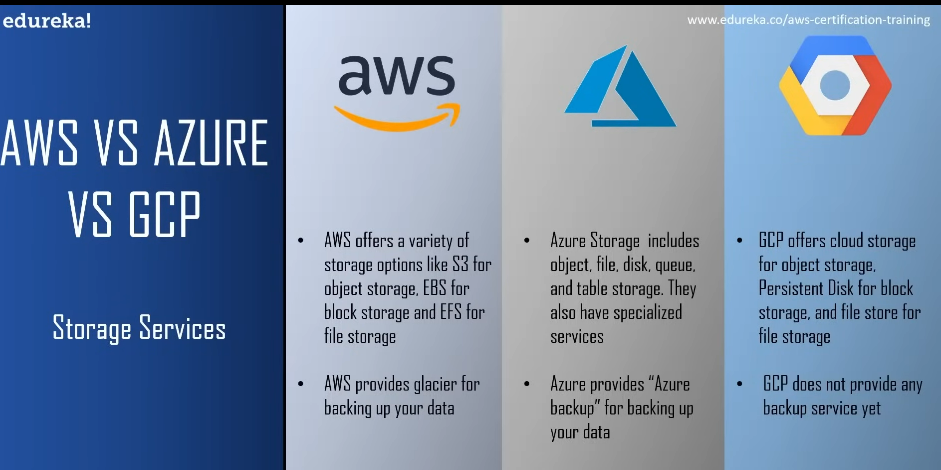 edureka!
www.edureka.co/aws-certification-training
AWS VS AZURE
VS GCP
Storage Services
aws
• AWS offers a variety of
storage options like S3 for
object storage, EBS for
block storage and EFS for
file storage
• AWS provides glacier for
backing up your data
• Azure Storage includes
object, file, disk, queue,
and table storage. They
also have specialized
services
• Azure provides “Azure
backup” for backing up
your data
• GCP offers cloud storage
for object storage,
Persistent Disk for block
storage, and file store for
file storage
• GCP does not provide any
backup service yet